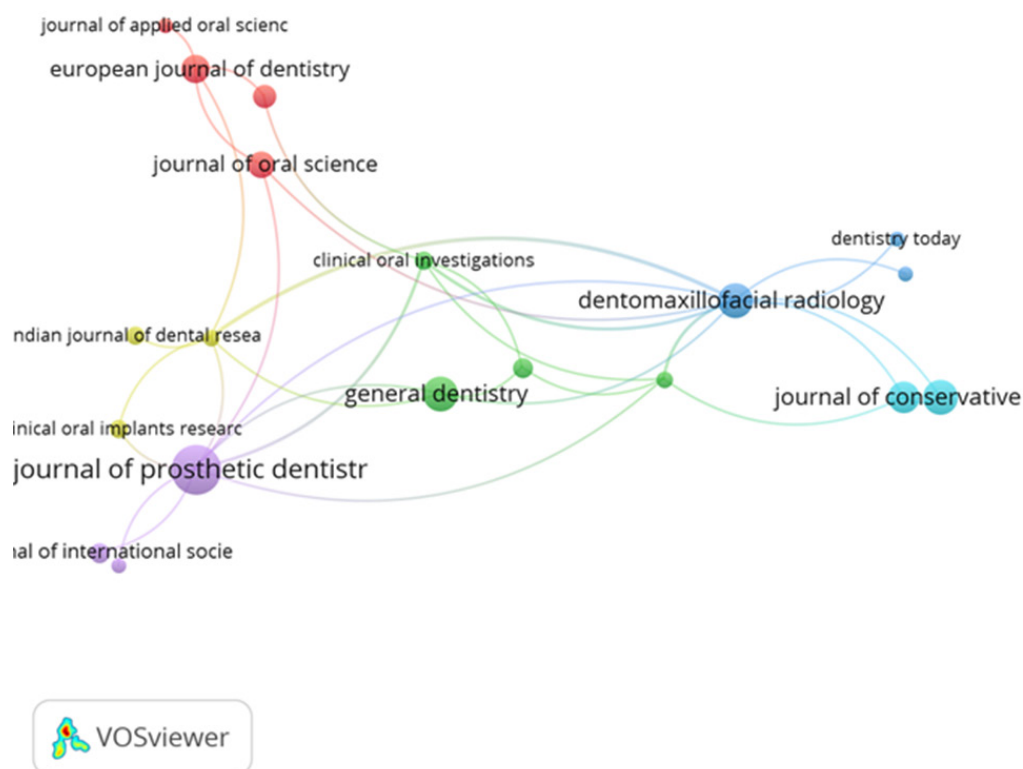 journal of applied oral scienc
european journal of dentistry
journal of oral science
dentistry today
clinical oral investigations
dentomaxillofacial radiology
ndian journal of dental resea
general dentistry
journal of conservative
inical oral implants researc
journal of prosthetic dentistr
nal of international socie
VOSviewer